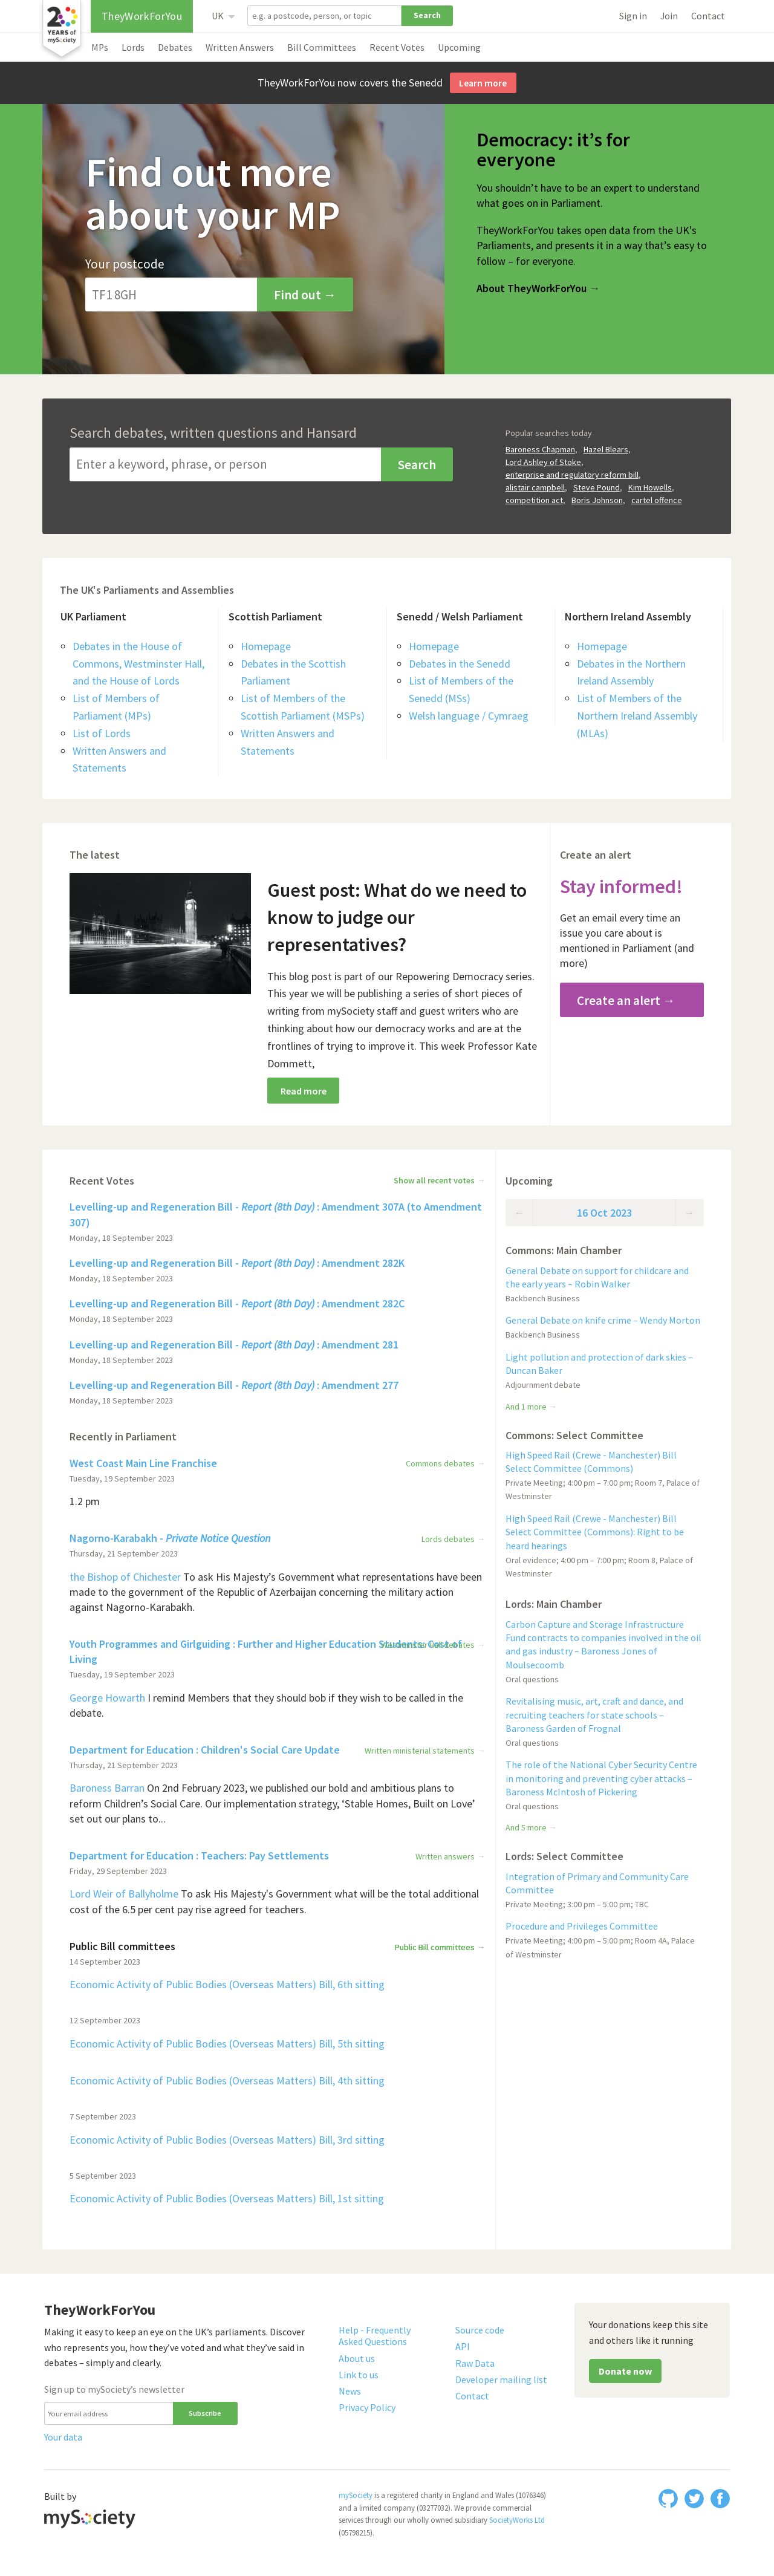 20
YEARS of
mySociety
TheyWorkForYou
UK
e.g. a postcode, person, or topic
Search
Sign in
Join
Contact
MPs
Lords
Debates
Written Answers
Bill Committees
Recent Votes
Upcoming
TheyWorkForYou now covers the Senedd
Learn more
Find out more
about your MP
Your postcode
TF1 8GH
Find out →
Democracy: it’s for
everyone
You shouldn’t have to be an expert to understand
what goes on in Parliament.
TheyWorkForYou takes open data from the UK’s
Parliaments, and presents it in a way that’s easy to
follow – for everyone.
About TheyWorkForYou →
Search debates, written questions and Hansard
Enter a keyword, phrase, or person
Search
Popular searches today
Baroness Chapman, Hazel Blears,
Lord Ashley of Stoke,
enterprise and regulatory reform bill,
alistair campbell, Steve Pound, Kim Howells,
competition act, Boris Johnson, cartel offence
The UK's Parliaments and Assemblies
UK Parliament
Debates in the House of
Commons, Westminster Hall,
and the House of Lords
List of Members of
Parliament (MPs)
List of Lords
Written Answers and
Statements
Scottish Parliament
Homepage
Debates in the Scottish
Parliament
List of Members of the
Scottish Parliament (MSPs)
Written Answers and
Statements
Senedd / Welsh Parliament
Homepage
Debates in the Senedd
List of Members of the
Senedd (MSs)
Welsh language / Cymraeg
Northern Ireland Assembly
Homepage
Debates in the Northern
Ireland Assembly
List of Members of the
Northern Ireland Assembly
(MLAs)
The latest
Guest post: What do we need to
know to judge our
representatives?
This blog post is part of our Repowering Democracy series.
This year we will be publishing a series of short pieces of
writing from mySociety staff and guest writers who are
thinking about how our democracy works and are at the
frontlines of trying to improve it. This week Professor Kate
Dommett,
Read more
Create an alert
Stay informed!
Get an email every time an
issue you care about is
mentioned in Parliament (and
more)
Create an alert →
Recent Votes
Show all recent votes →
Levelling-up and Regeneration Bill - Report (8th Day) : Amendment 307A (to Amendment
307)
Monday, 18 September 2023
Levelling-up and Regeneration Bill - Report (8th Day) : Amendment 282K
Monday, 18 September 2023
Levelling-up and Regeneration Bill - Report (8th Day) : Amendment 282C
Monday, 18 September 2023
Levelling-up and Regeneration Bill - Report (8th Day) : Amendment 281
Monday, 18 September 2023
Levelling-up and Regeneration Bill - Report (8th Day) : Amendment 277
Monday, 18 September 2023
Recently in Parliament
West Coast Main Line Franchise
Commons debates →
Tuesday, 19 September 2023
1.2 pm
Nagorno-Karabakh - Private Notice Question
Lords debates →
Thursday, 21 September 2023
the Bishop of Chichester To ask His Majesty’s Government what representations have been
made to the government of the Republic of Azerbaijan concerning the military action
against Nagorno-Karabakh.
Youth Programmes and Girlguiding : Further and Higher Education Students: Cost of
Living
Tuesday, 19 September 2023
George Howarth I remind Members that they should bob if they wish to be called in the
debate.
Department for Education : Children's Social Care Update
Written ministerial statements →
Thursday, 21 September 2023
Baroness Barran On 2nd February 2023, we published our bold and ambitious plans to
reform Children’s Social Care. Our implementation strategy, ‘Stable Homes, Built on Love’
set out our plans to...
Department for Education : Teachers: Pay Settlements
Written answers →
Friday, 29 September 2023
Lord Weir of Ballyholme To ask His Majesty's Government what will be the total additional
cost of the 6.5 per cent pay rise agreed for teachers.
Public Bill committees
Public Bill committees →
14 September 2023
Economic Activity of Public Bodies (Overseas Matters) Bill, 6th sitting
12 September 2023
Economic Activity of Public Bodies (Overseas Matters) Bill, 5th sitting
Economic Activity of Public Bodies (Overseas Matters) Bill, 4th sitting
7 September 2023
Economic Activity of Public Bodies (Overseas Matters) Bill, 3rd sitting
5 September 2023
Economic Activity of Public Bodies (Overseas Matters) Bill, 1st sitting
Upcoming
← 16 Oct 2023 →
Commons: Main Chamber
General Debate on support for childcare and
the early years – Robin Walker
Backbench Business
General Debate on knife crime – Wendy Morton
Backbench Business
Light pollution and protection of dark skies –
Duncan Baker
Adjournment debate
And 1 more →
Commons: Select Committee
High Speed Rail (Crewe - Manchester) Bill
Select Committee (Commons)
Private Meeting; 4:00 pm – 7:00 pm; Room 7, Palace of
Westminster
High Speed Rail (Crewe - Manchester) Bill
Select Committee (Commons): Right to be
heard hearings
Oral evidence; 4:00 pm – 7:00 pm; Room 8, Palace of
Westminster
Lords: Main Chamber
Carbon Capture and Storage Infrastructure
Fund contracts to companies involved in the oil
and gas industry – Baroness Jones of
Moulsecoomb
Oral questions
Revitalising music, art, craft and dance, and
recruiting teachers for state schools –
Baroness Garden of Frognal
Oral questions
The role of the National Cyber Security Centre
in monitoring and preventing cyber attacks –
Baroness McIntosh of Pickering
Oral questions
And 5 more →
Lords: Select Committee
Integration of Primary and Community Care
Committee
Private Meeting; 3:00 pm – 5:00 pm; TBC
Procedure and Privileges Committee
Private Meeting; 4:00 pm – 5:00 pm; Room 4A, Palace
of Westminster
TheyWorkForYou
Making it easy to keep an eye on the UK’s parliaments. Discover
who represents you, how they’ve voted and what they’ve said in
debates – simply and clearly.
Sign up to mySociety’s newsletter
Your email address
Subscribe
Your data
Help - Frequently
Asked Questions
About us
Link to us
News
Privacy Policy
Source code
API
Raw Data
Developer mailing list
Contact
Your donations keep this site
and others like it running
Donate now
Built by
mySociety
mySociety is a registered charity in England and Wales (1076346)
and a limited company (03277032). We provide commercial
services through our wholly owned subsidiary SocietyWorks Ltd
(05798215).